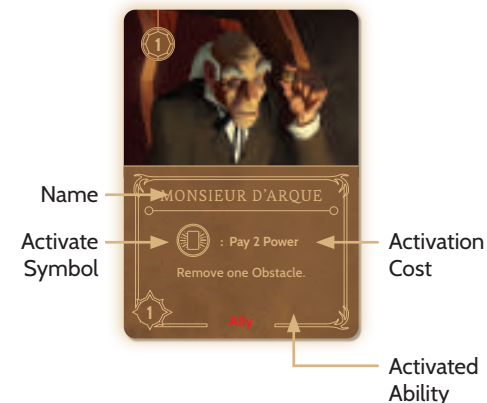 1
Name
MONSIEUR D'ARQUE
Activate
Symbol
: Pay 2 Power
Activation
Cost
Remove one Obstacle.
1
Ally
Activated
Ability